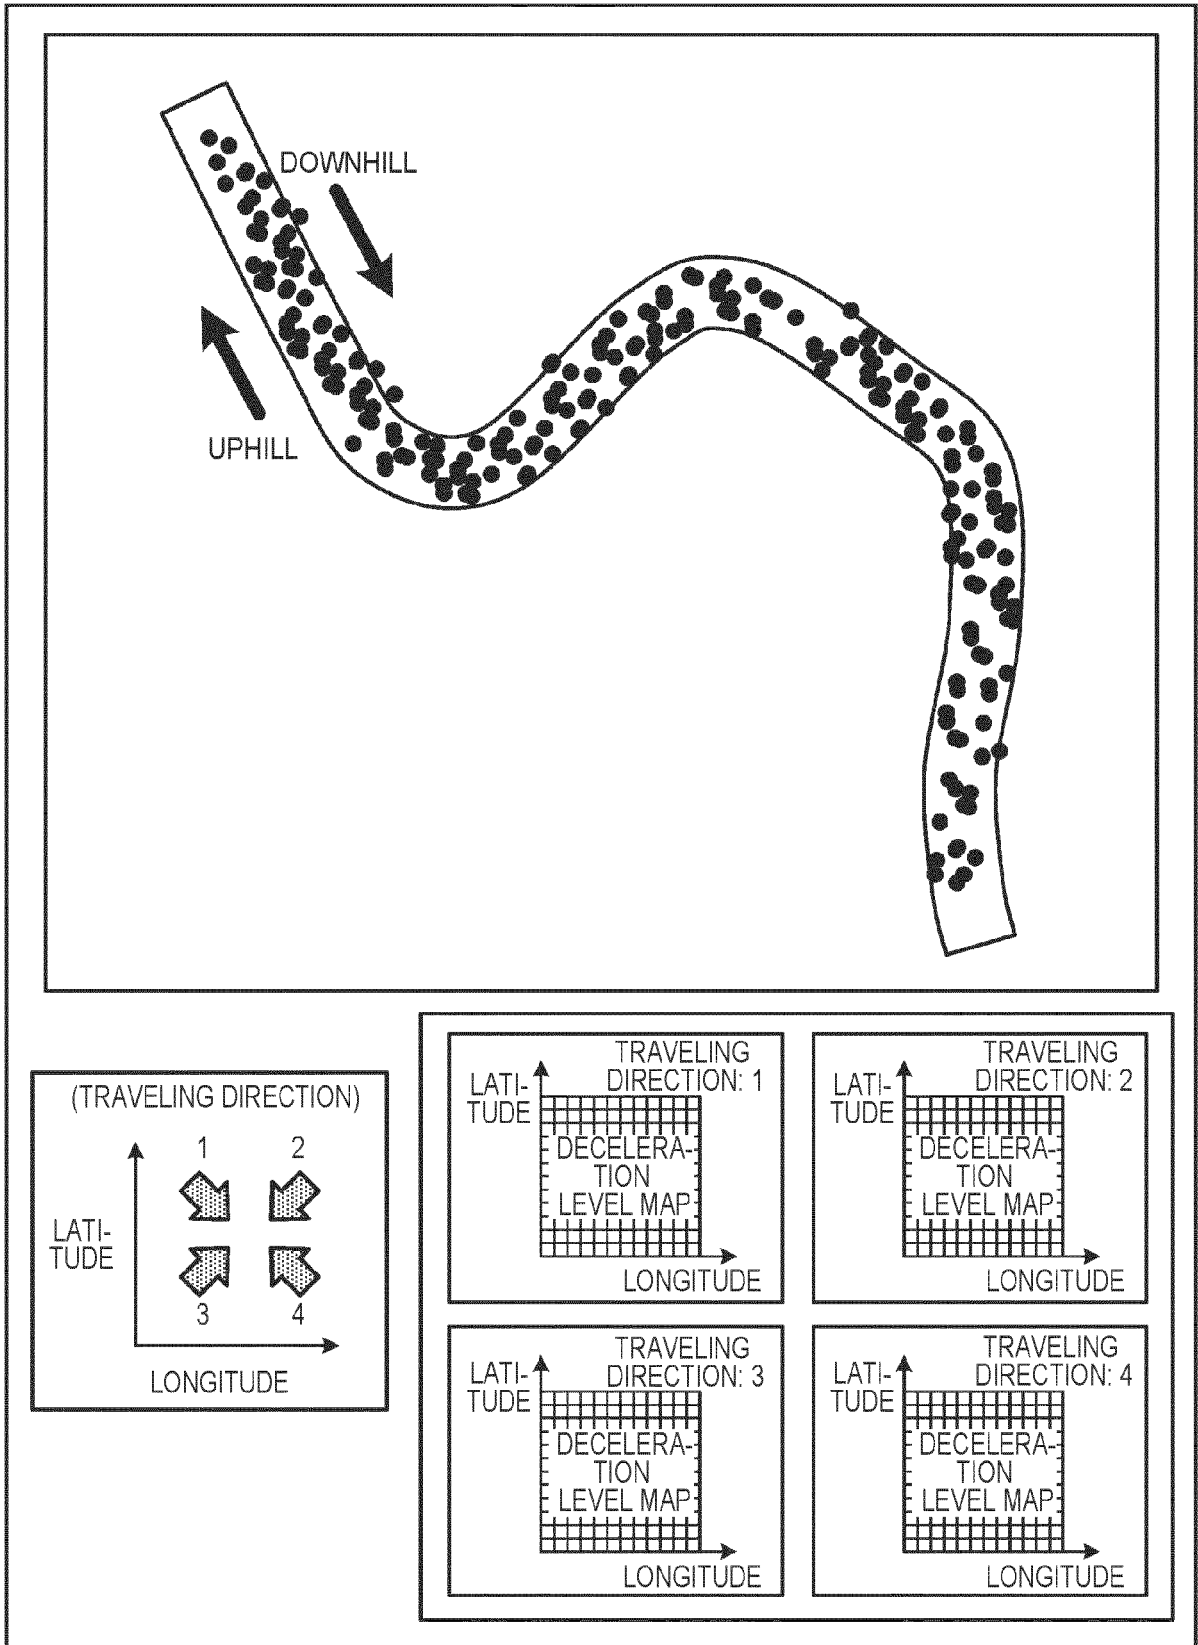 DOWNHILL
UPHILL
(TRAVELING DIRECTION)
1 2
LATI-
TUDE
3 4
LONGITUDE
TRAVELING
DIRECTION: 1
LATI-
TUDE
DECELERA-
TION
LEVEL MAP
LONGITUDE
TRAVELING
DIRECTION: 2
LATI-
TUDE
DECELERA-
TION
LEVEL MAP
LONGITUDE
TRAVELING
DIRECTION: 3
LATI-
TUDE
DECELERA-
TION
LEVEL MAP
LONGITUDE
TRAVELING
DIRECTION: 4
LATI-
TUDE
DECELERA-
TION
LEVEL MAP
LONGITUDE